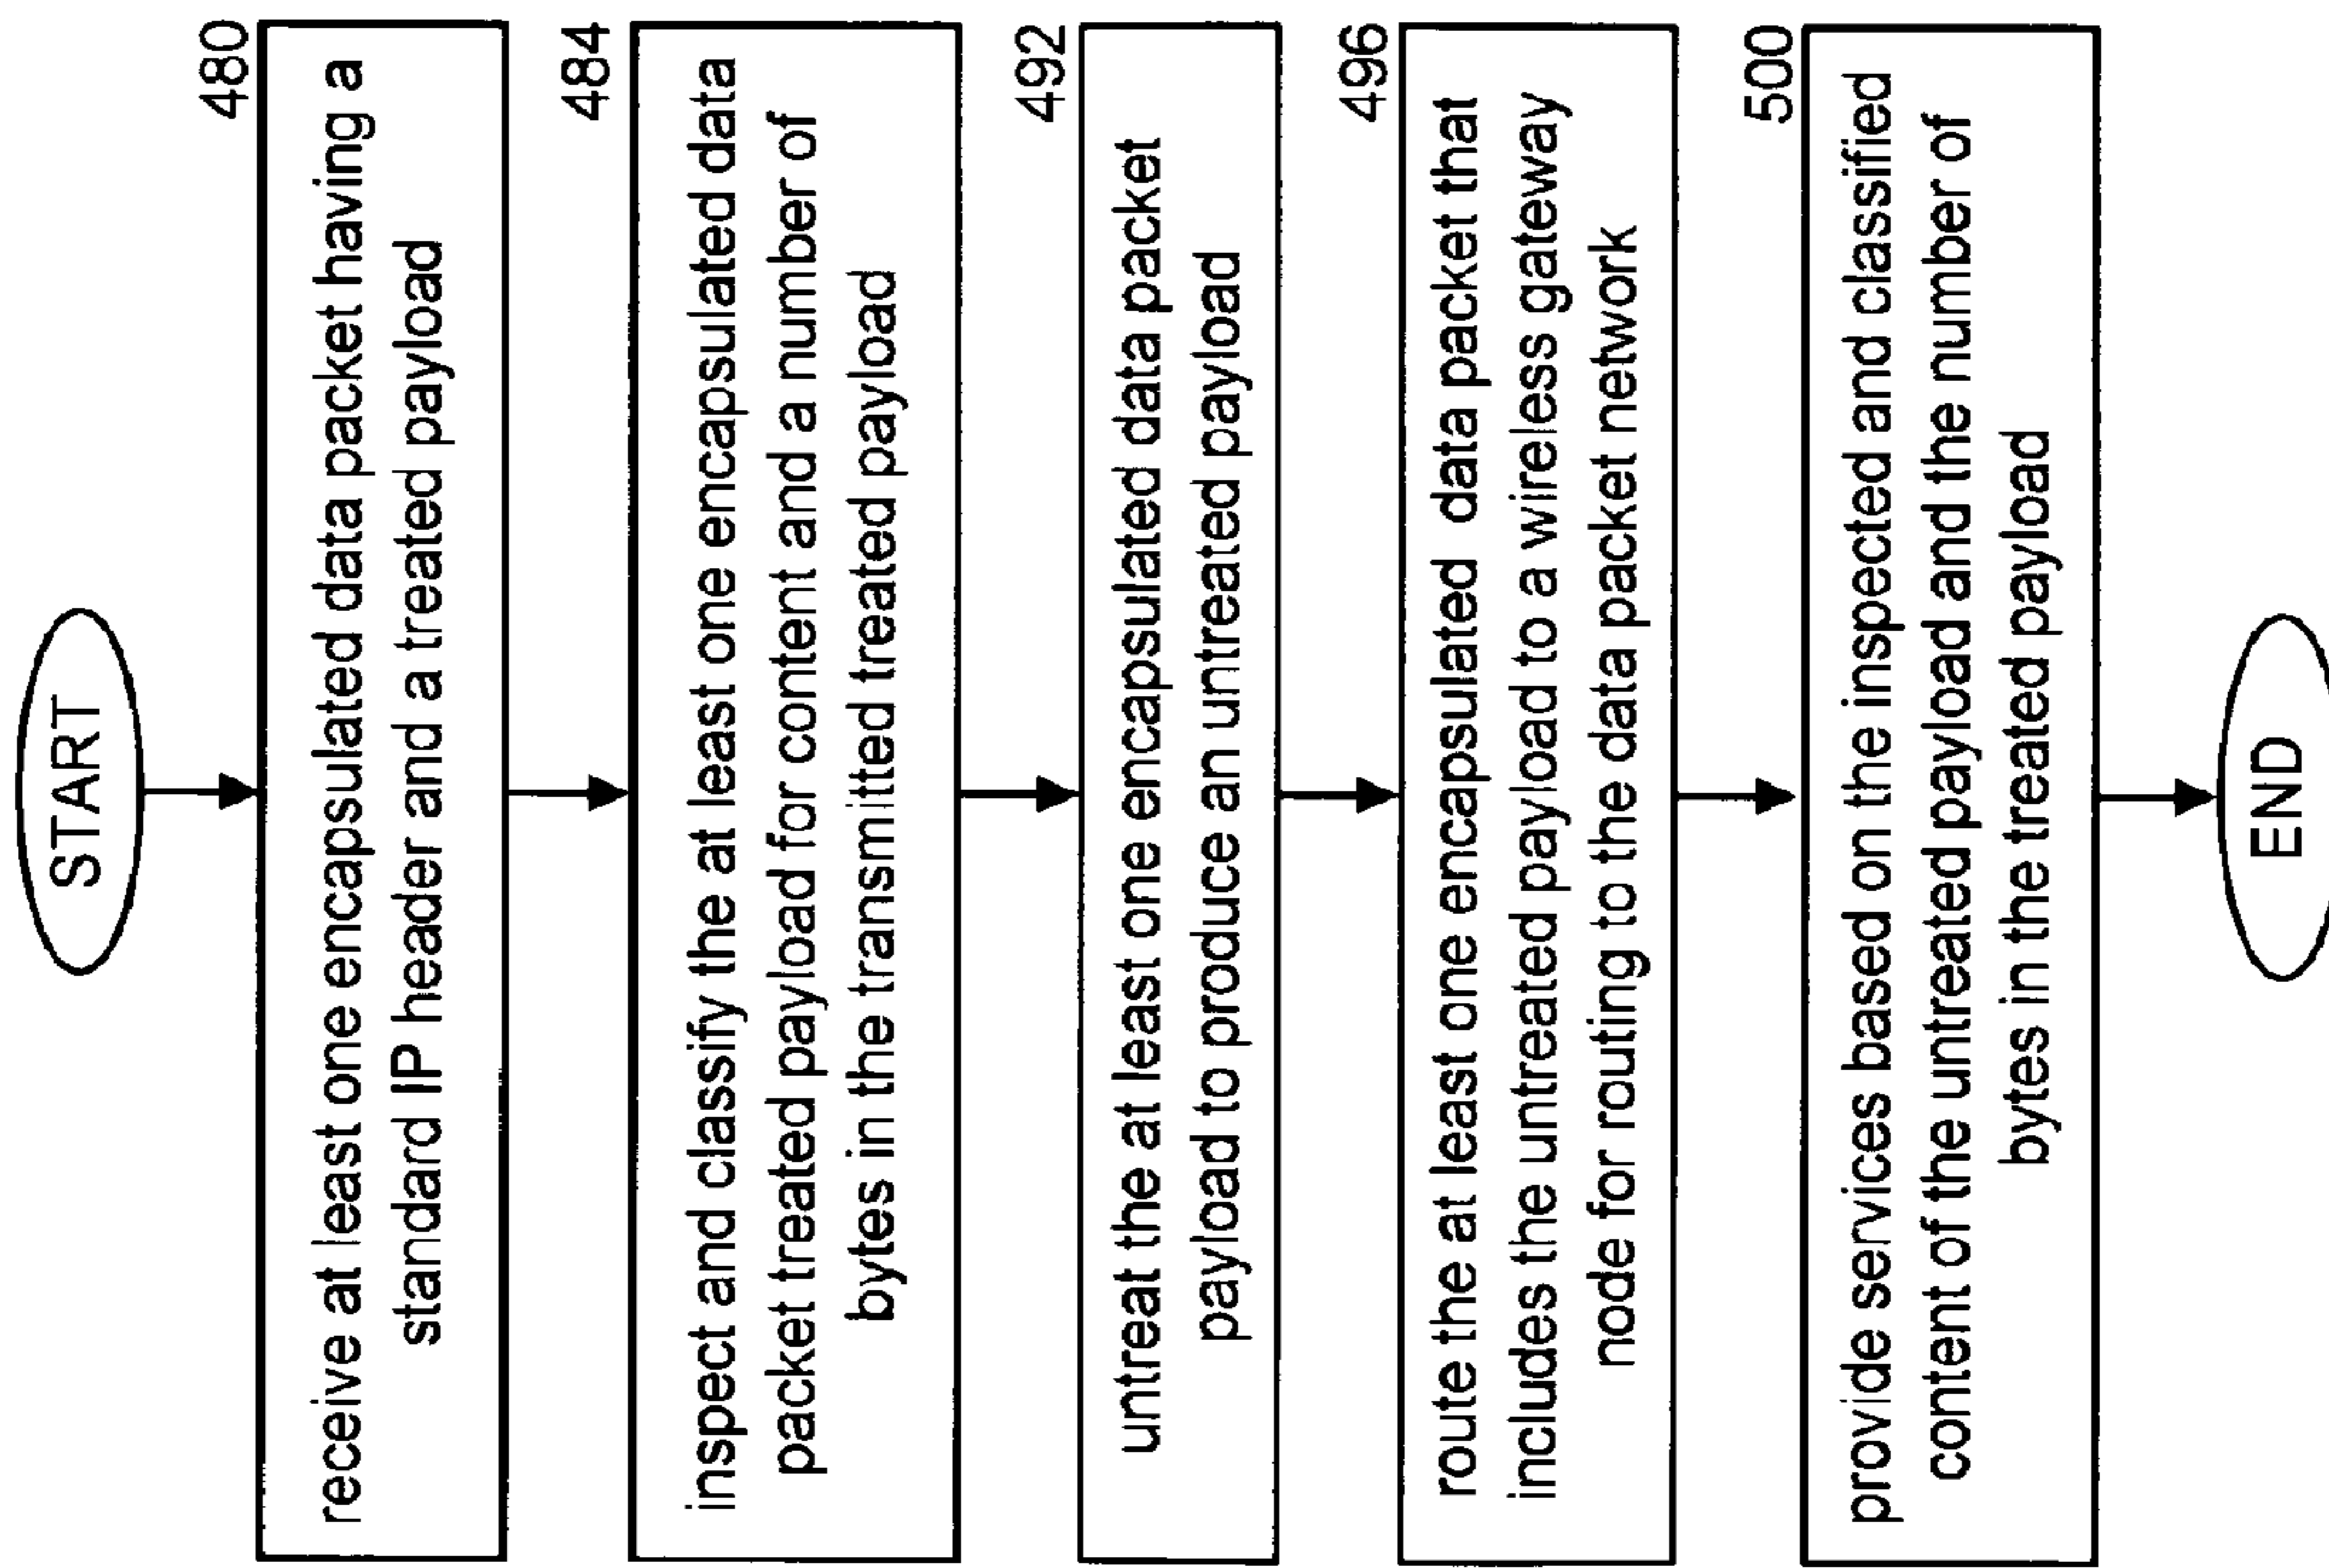 START
480
receive at least one encapsulated data packet having a
standard IP header and a treated payload
484
inspect and classify the at least one encapsulated data
packet treated payload for content and a number of
bytes in the transmitted treated payload
492
untreat the at least one encapsulated data packet
payload to produce an untreated payload
496
route the at least one encapsulated data packet that
includes the untreated payload to a wireless gateway
node for routing to the data packet network
500
provide services based on the inspected and classified
content of the untreated payload and the number of
bytes in the treated payload
END